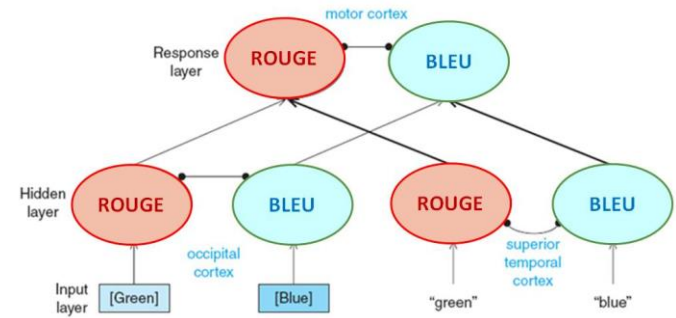 motor cortex
Response
layer
ROUGE
BLEU
Hidden
layer
ROUGE
BLEU
ROUGE
BLEU
occipital
cortex
superior
temporal
cortex
Input
layer
[Green]
[Blue]
“green”
“blue”